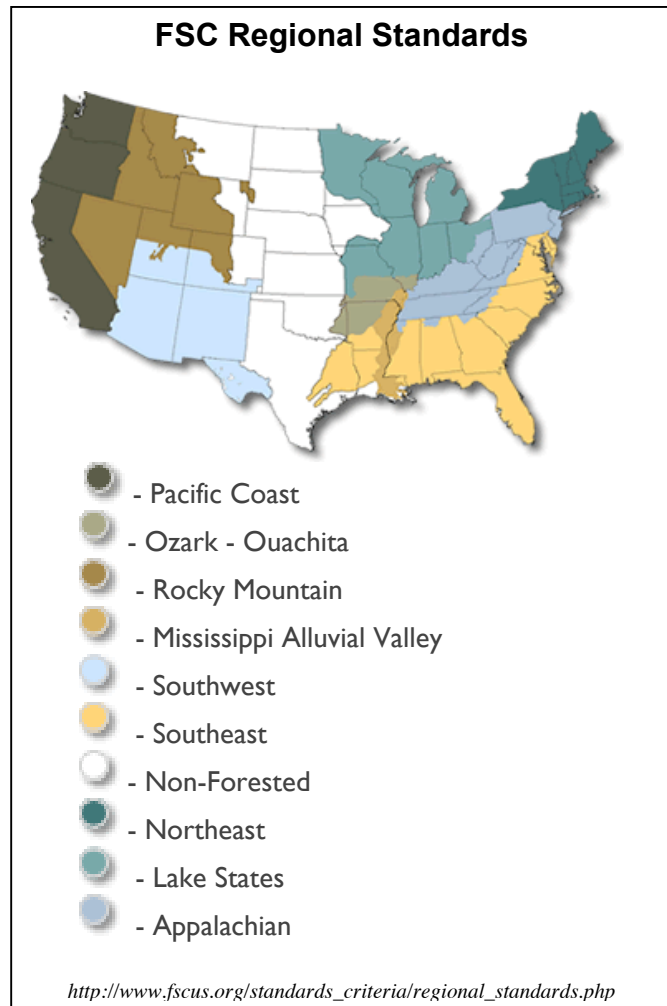 FSC Regional Standards
- Pacific Coast
- Ozark - Ouachita
- Rocky Mountain
- Mississippi Alluvial Valley
- Southwest
- Southeast
- Non-Forested
- Northeast
- Lake States
- Appalachian
http://www.fscus.org/standards_criteria/regional_standards.php